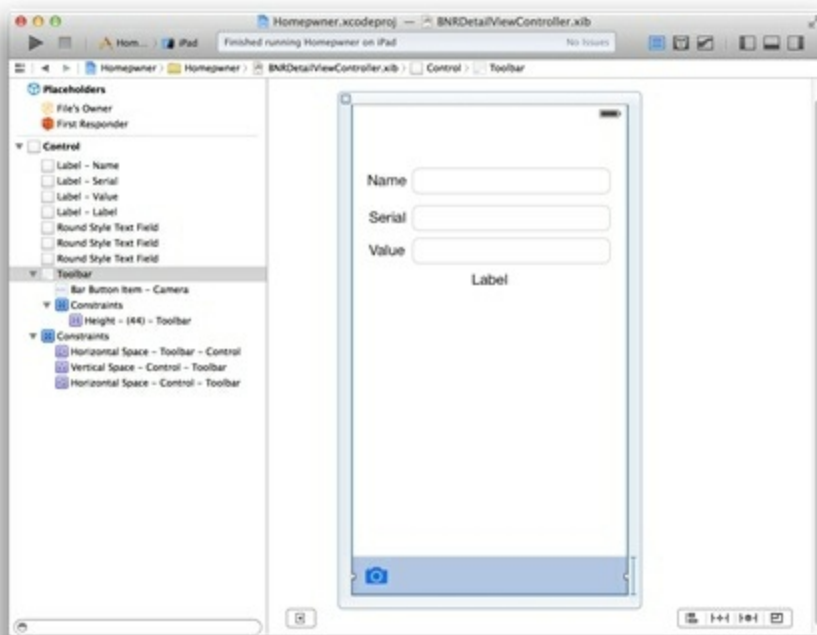 Homepwner.xcodeproj — BNRDetailViewController.xib
Hom... iPad
Finished running Homepwner on iPad
No Issues
Homepwner Homepwner BNRDetailViewController.xib Control Toolbar
Placeholders
File's Owner
First Responder
Control
Label – Name
Label – Serial
Label – Value
Label – Label
Round Style Text Field
Round Style Text Field
Round Style Text Field
Toolbar
Bar Button Item – Camera
Constraints
Height – (44) – Toolbar
Constraints
Horizontal Space – Toolbar – Control
Vertical Space – Control – Toolbar
Horizontal Space – Control – Toolbar
Name
Serial
Value
Label